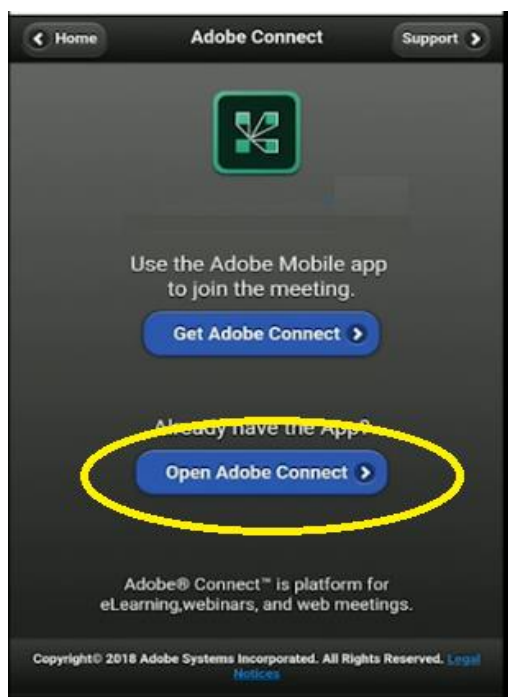 Home
Adobe Connect
Support
Use the Adobe Mobile app
to join the meeting.
Get Adobe Connect
Already have the App?
Open Adobe Connect
Adobe® Connect™ is platform for
eLearning,webinars, and web meetings.
Copyright© 2018 Adobe Systems Incorporated. All Rights Reserved. Legal
Notices